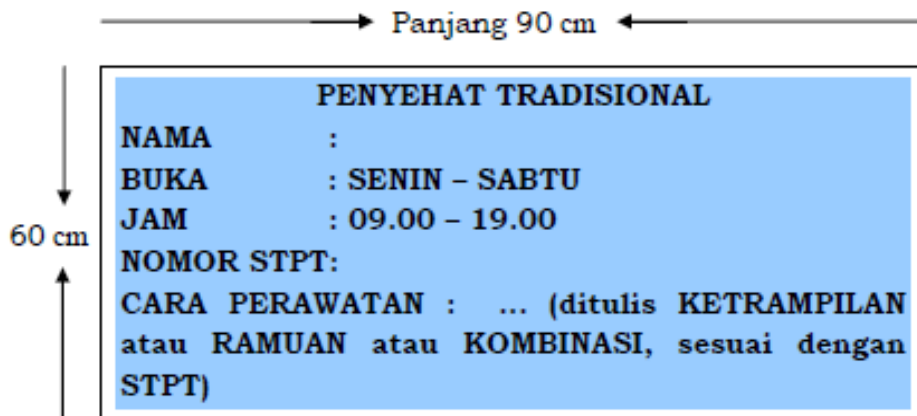 Panjang 90 cm
PENYEHAT TRADISIONAL
NAMA :
BUKA : SENIN – SABTU
JAM : 09.00 – 19.00
60 cm
NOMOR STPT:
CARA PERAWATAN : ... (ditulis KETRAMPILAN
atau RAMUAN atau KOMBINASI, sesuai dengan
STPT)